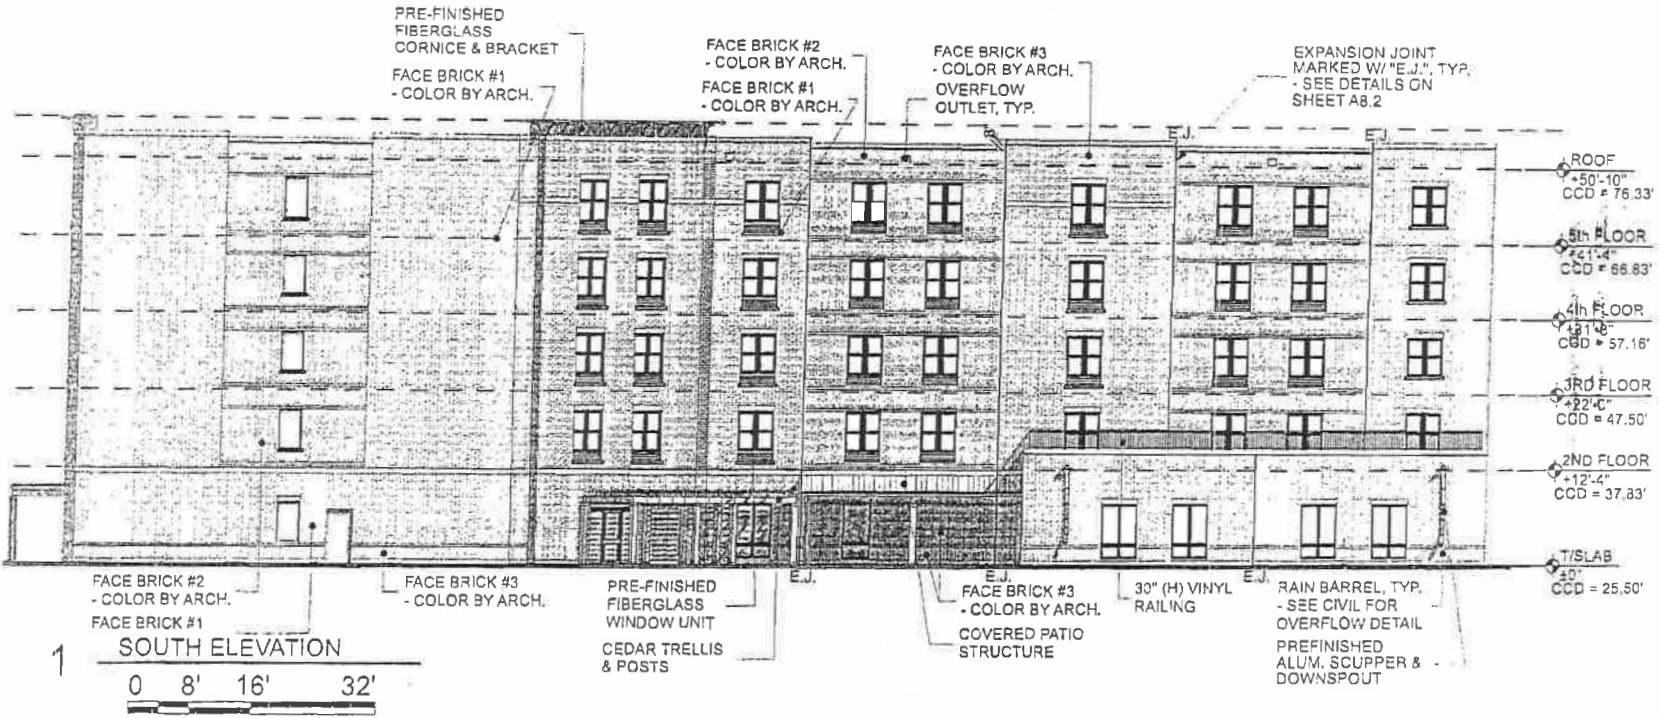 PRE-FINISHED
FIBERGLASS
CORNICE & BRACKET
FACE BRICK #1
- COLOR BY ARCH.
FACE BRICK #2
- COLOR BY ARCH.
FACE BRICK #1
- COLOR BY ARCH.
FACE BRICK #3
- COLOR BY ARCH.
OVERFLOW
OUTLET, TYP.
EXPANSION JOINT
MARKED W/ "E.J.", TYP.
- SEE DETAILS ON
SHEET A8.2
E.J.
E.J.
ROOF
+50'-10"
CCD = 76.33'
5th FLOOR
+41'-4"
CCD = 66.83'
4th FLOOR
+31'-8"
CCD = 57.16'
3RD FLOOR
CCD = 47.50'
2ND FLOOR
+12'-4"
CCD = 37.83'
T/SLAB
±0"
CCD = 25.50'
E.J.
E.J.
E.J.
FACE BRICK #2
- COLOR BY ARCH.
FACE BRICK #1
FACE BRICK #3
- COLOR BY ARCH.
PRE-FINISHED
FIBERGLASS
WINDOW UNIT
CEDAR TRELLIS
& POSTS
FACE BRICK #3
- COLOR BY ARCH.
COVERED PATIO
STRUCTURE
30" (H) VINYL
RAILING
RAIN BARREL, TYP.
- SEE CIVIL FOR
OVERFLOW DETAIL
PREFINISHED
ALUM. SCUPPER &
DOWNSPOUT
1
SOUTH ELEVATION
0 8' 16' 32'